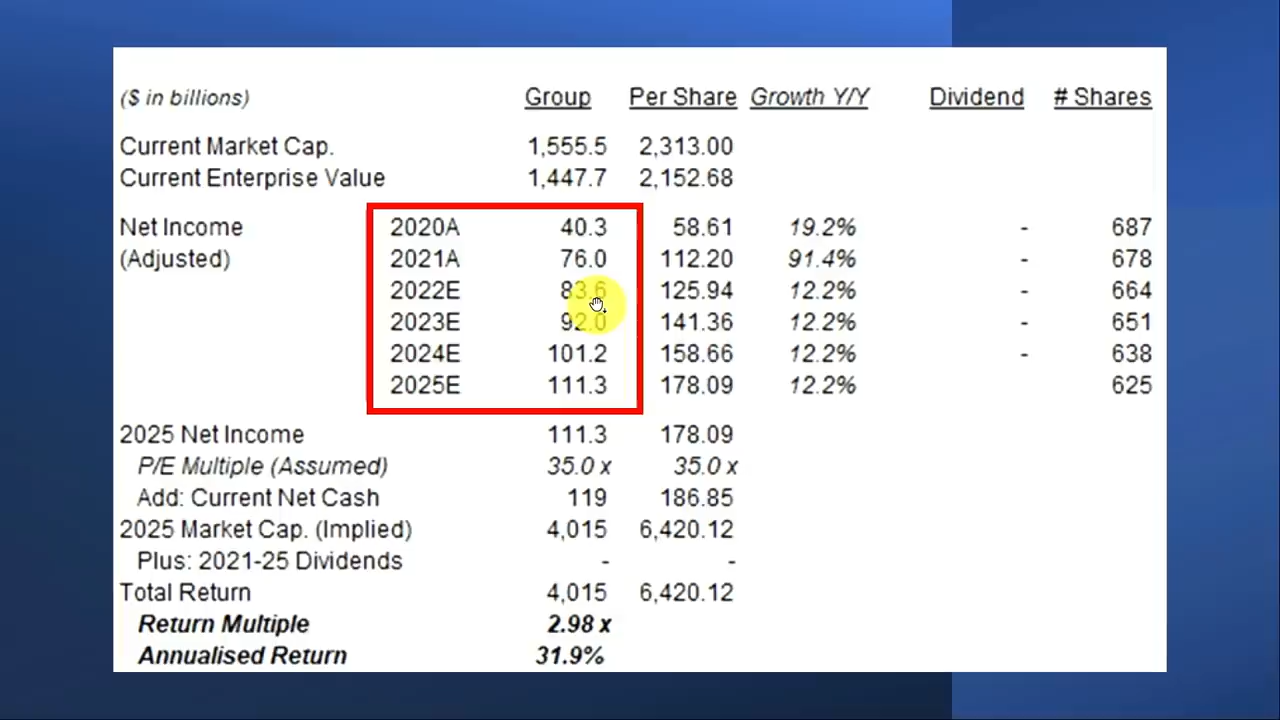 ($ in billions) Group Per Share Growth Y/Y Dividend # Shares
Current Market Cap. 1,555.5 2,313.00
Current Enterprise Value 1,447.7 2,152.68
Net Income 2020A 40.3 58.61 19.2% - 687
(Adjusted) 2021A 76.0 112.20 91.4% - 678
2022E 83.6 125.94 12.2% - 664
2023E 92.0 141.36 12.2% - 651
2024E 101.2 158.66 12.2% - 638
2025E 111.3 178.09 12.2% 625
2025 Net Income 111.3 178.09
P/E Multiple (Assumed) 35.0 x 35.0 x
Add: Current Net Cash 119 186.85
2025 Market Cap. (Implied) 4,015 6,420.12
Plus: 2021-25 Dividends - -
Total Return 4,015 6,420.12
Return Multiple 2.98 x
Annualised Return 31.9%